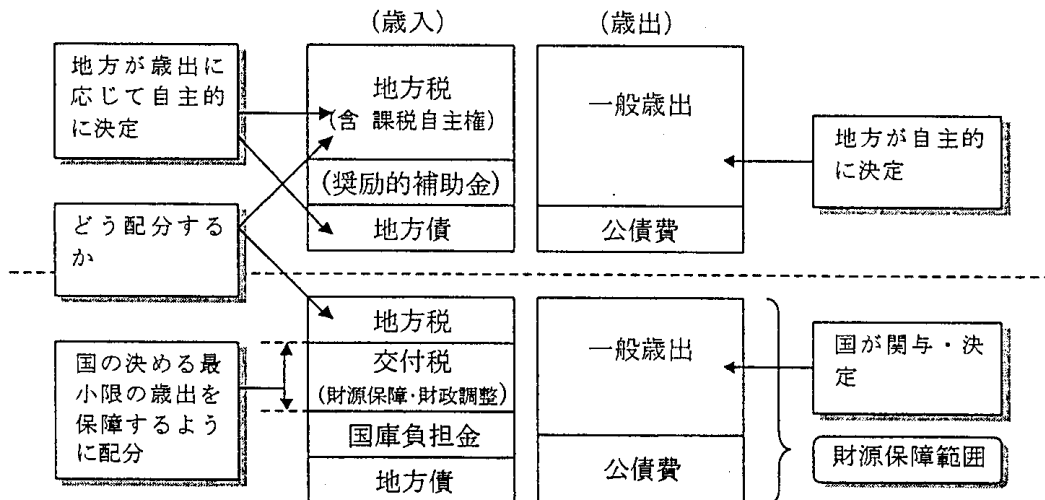 (歳入)
(歳出)
地方が歳出に
応じて自主的
に決定
地方税
(含 課税自主権)
(奨励的補助金)
地方債
一般歳出
公債費
地方が自主的
に決定
どう配分する
か
地方税
交付税
(財源保障・財政調整)
国庫負担金
地方債
一般歳出
公債費
国の決める最
小限の歳出を
保障するよう
に配分
国が関与・決
定
財源保障範囲